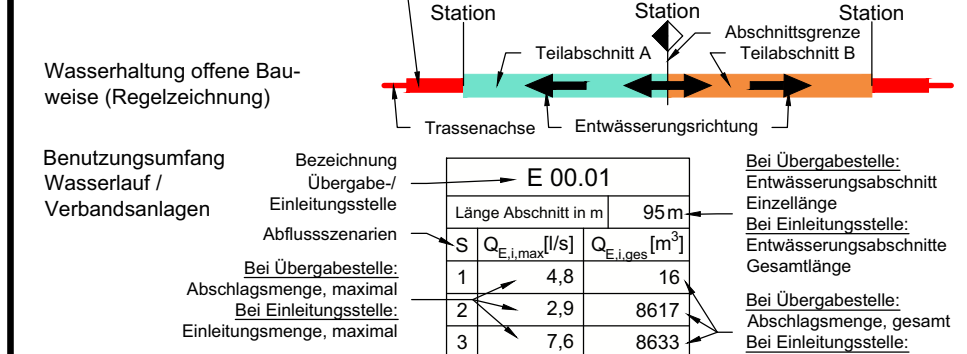 Station
Station
Station
Abschnittsgrenze
Teilabschnitt A
Teilabschnitt B
Wasserhaltung offene Bau-
weise (Regelzeichnung)
Trassenachse
Entwässerungsrichtung
Benutzungsumfang
Wasserlauf /
Verbandsanlagen
Bezeichnung
Übergabe-/
Einleitungsstelle
Abflussszenarien
Bei Übergabestelle:
Abschlagsmenge, maximal
Bei Einleitungsstelle:
Einleitungsmenge, maximal
E 00.01
Länge Abschnitt in m 95m
S QE,i,max[l/s] QE,i,ges[m³]
1 4,8 16
2 2,9 8617
3 7,6 8633
Bei Übergabestelle:
Entwässerungsabschnitt
Einzellänge
Bei Einleitungsstelle:
Entwässerungsabschnitte
Gesamtlänge
Bei Übergabestelle:
Abschlagsmenge, gesamt
Bei Einleitungsstelle: